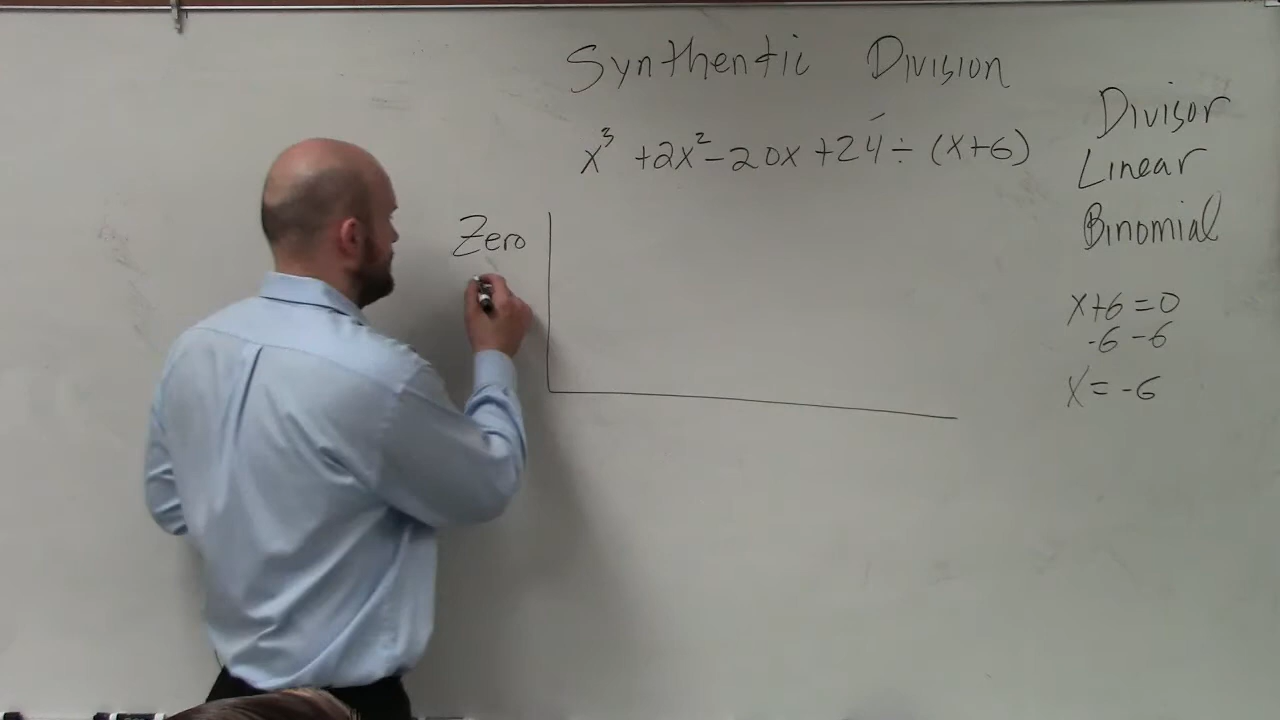 Synthentic Division
x³ +2x² - 20x +24 ÷ (x+6)
Divisor
Linear
Binomial
Zero
x+6 = 0
-6 -6
x = -6